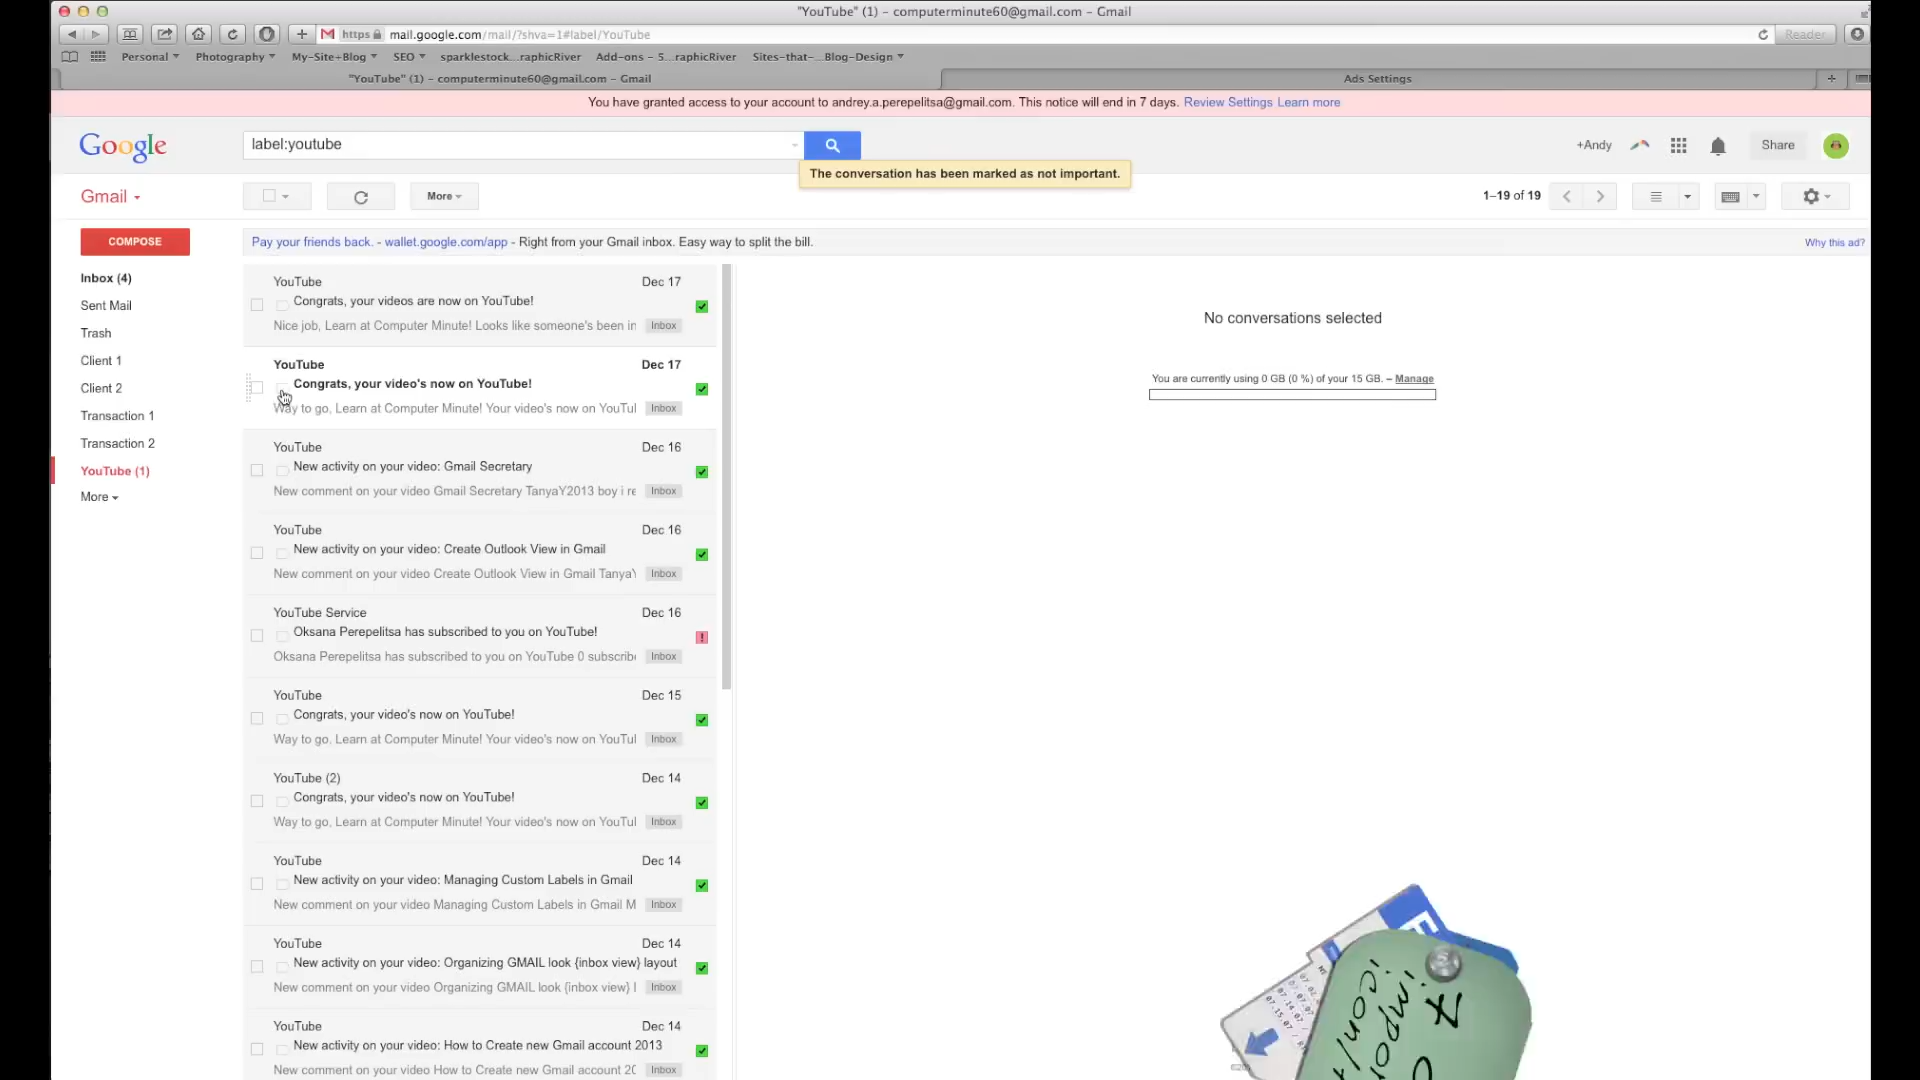 "YouTube" (1) – computerminute60@gmail.com – Gmail
https mail.google.com/mail/?shva=1#label/YouTube
Reader
Personal Photography My-Site+Blog SEO sparklestock...raphicRiver Add-ons - 5...raphicRiver Sites-that-...Blog-Design
"YouTube" (1) – computerminute60@gmail.com – Gmail
Ads Settings
You have granted access to your account to andrey.a.perepelitsa@gmail.com. This notice will end in 7 days. Review Settings Learn more
Google
label:youtube
+Andy
Share
The conversation has been marked as not important.
Gmail
More
1–19 of 19
COMPOSE
Pay your friends back. - wallet.google.com/app - Right from your Gmail inbox. Easy way to split the bill.
Why this ad?
Inbox (4)
Sent Mail
Trash
Client 1
Client 2
Transaction 1
Transaction 2
YouTube (1)
More
YouTube Dec 17
Congrats, your videos are now on YouTube!
Nice job, Learn at Computer Minute! Looks like someone's been in Inbox
YouTube Dec 17
Congrats, your video's now on YouTube!
Way to go, Learn at Computer Minute! Your video's now on YouTul Inbox
YouTube Dec 16
New activity on your video: Gmail Secretary
New comment on your video Gmail Secretary TanyaY2013 boy i re Inbox
YouTube Dec 16
New activity on your video: Create Outlook View in Gmail
New comment on your video Create Outlook View in Gmail TanyaY Inbox
YouTube Service Dec 16
Oksana Perepelitsa has subscribed to you on YouTube!
Oksana Perepelitsa has subscribed to you on YouTube 0 subscribe Inbox
YouTube Dec 15
Congrats, your video's now on YouTube!
Way to go, Learn at Computer Minute! Your video's now on YouTul Inbox
YouTube (2) Dec 14
Congrats, your video's now on YouTube!
Way to go, Learn at Computer Minute! Your video's now on YouTul Inbox
YouTube Dec 14
New activity on your video: Managing Custom Labels in Gmail
New comment on your video Managing Custom Labels in Gmail M Inbox
YouTube Dec 14
New activity on your video: Organizing GMAIL look {inbox view} layout
New comment on your video Organizing GMAIL look {inbox view} l Inbox
YouTube Dec 14
New activity on your video: How to Create new Gmail account 2013
New comment on your video How to Create new Gmail account 20 Inbox
No conversations selected
You are currently using 0 GB (0 %) of your 15 GB. – Manage